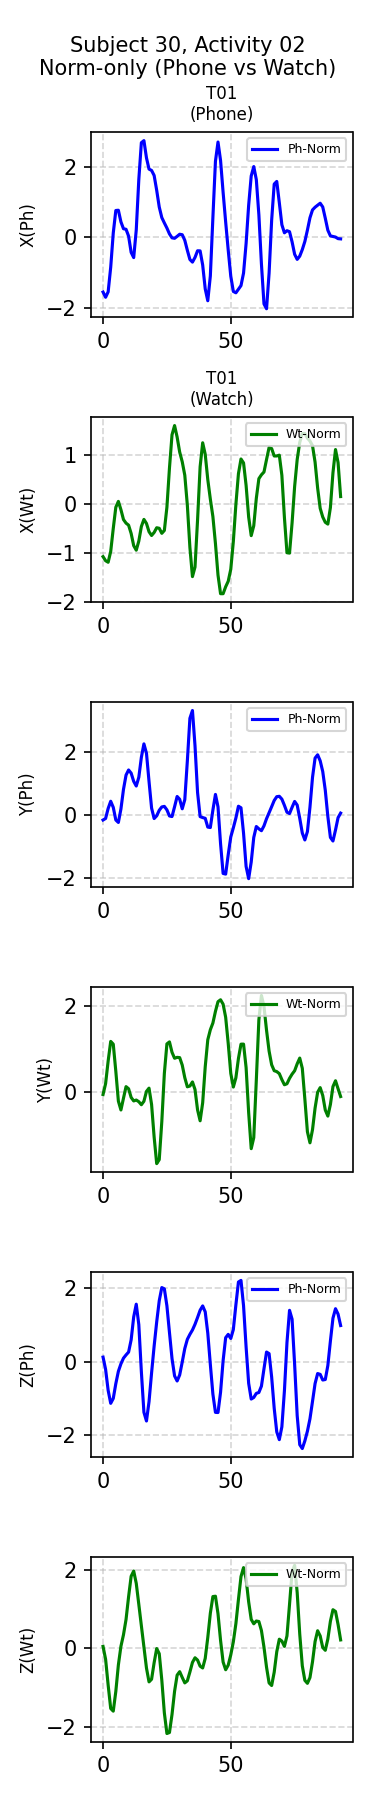 Subject 30, Activity 02
Norm-only (Phone vs Watch)
T01
(Phone)
X(Ph)
Ph-Norm
2
0
−2
0 50
T01
(Watch)
X(Wt)
Wt-Norm
1
0
−1
−2
0 50
Y(Ph)
Ph-Norm
2
0
−2
0 50
Y(Wt)
Wt-Norm
2
0
0 50
Z(Ph)
Ph-Norm
2
0
−2
0 50
Z(Wt)
Wt-Norm
2
0
−2
0 50